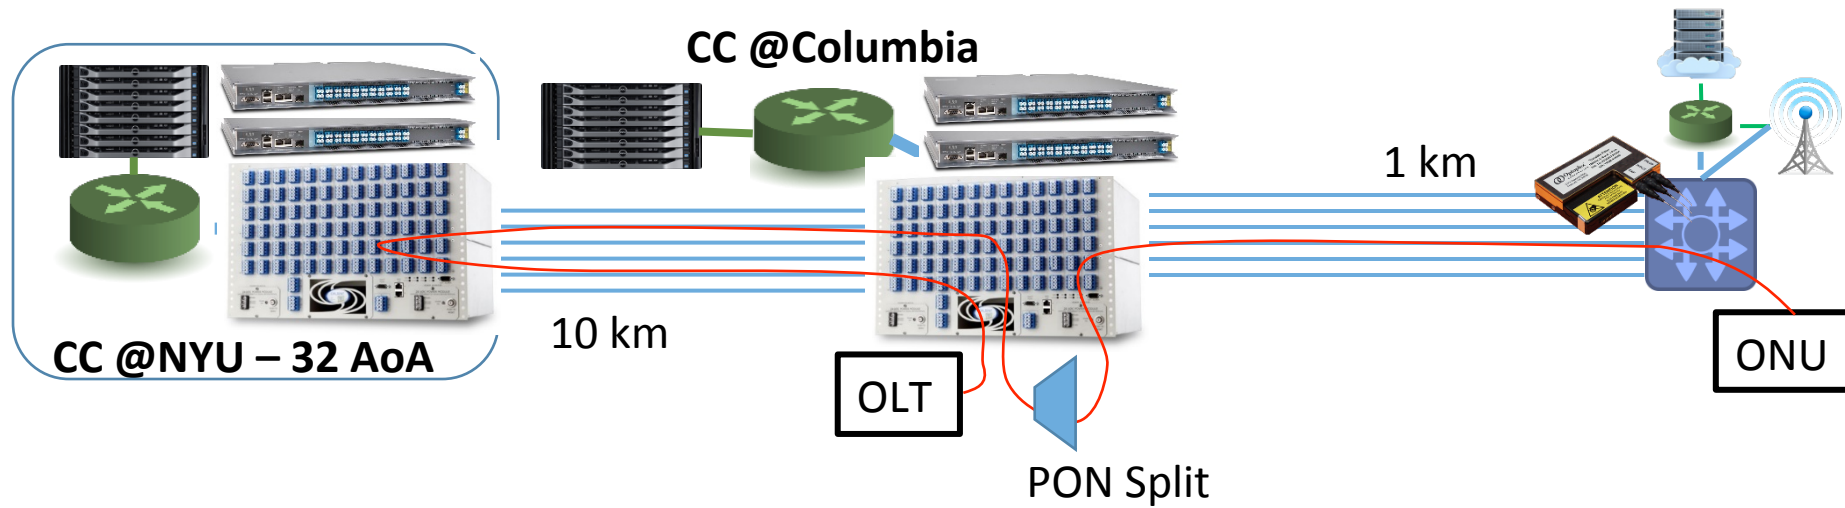 CC @Columbia
1 km
10 km
CC @NYU – 32 AoA
OLT
ONU
PON Split